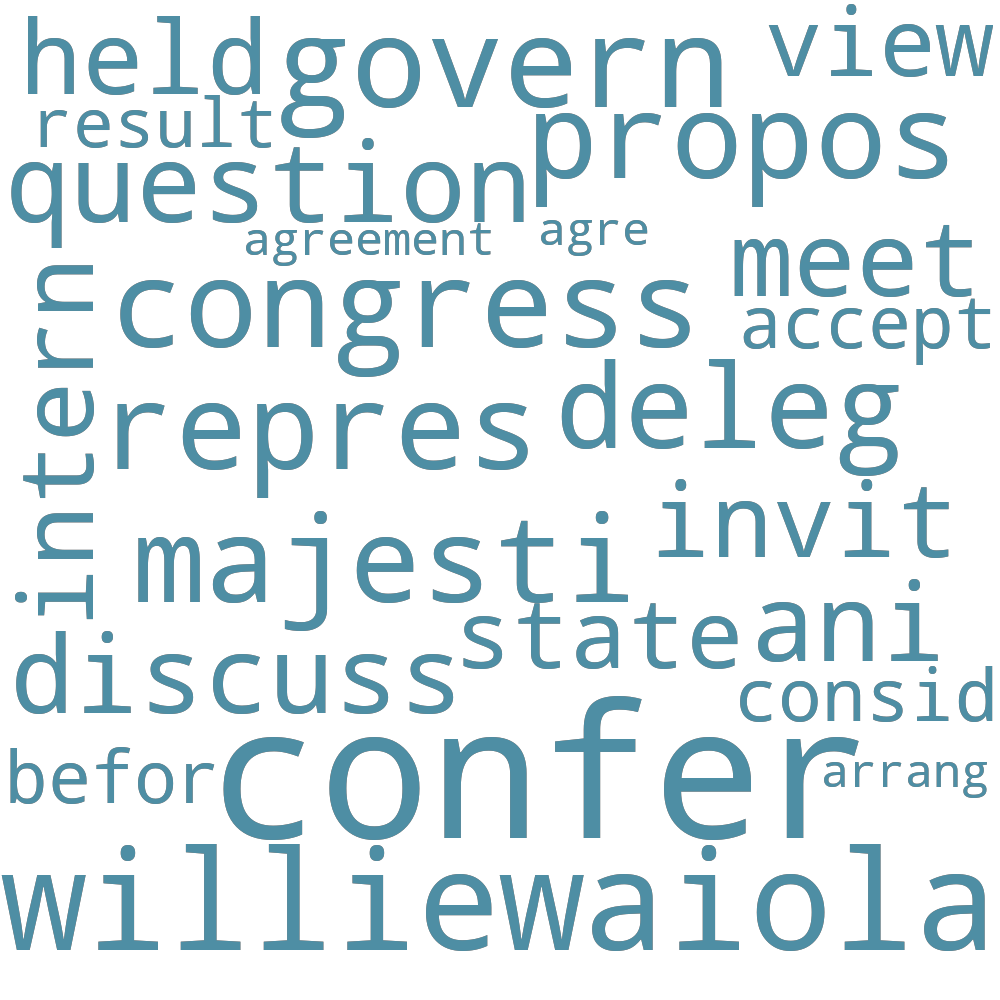 held govern view
result propos
question
agreement agre meet
intern congress accept
repres deleg
invit
majesti
state ani
discuss consid
befor confer arrang
williewaiola